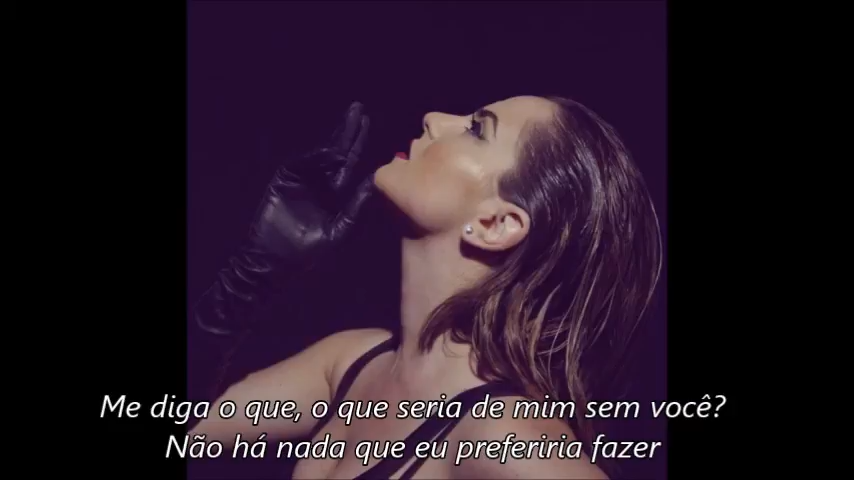 Me diga o que, o que seria de mim sem você?
Não há nada que eu preferiria fazer